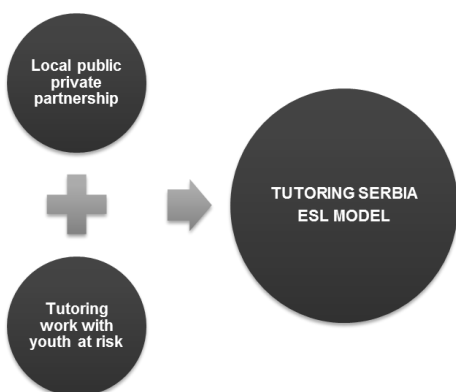 Local public
private
partnership
TUTORING SERBIA
ESL MODEL
Tutoring
work with
youth at risk